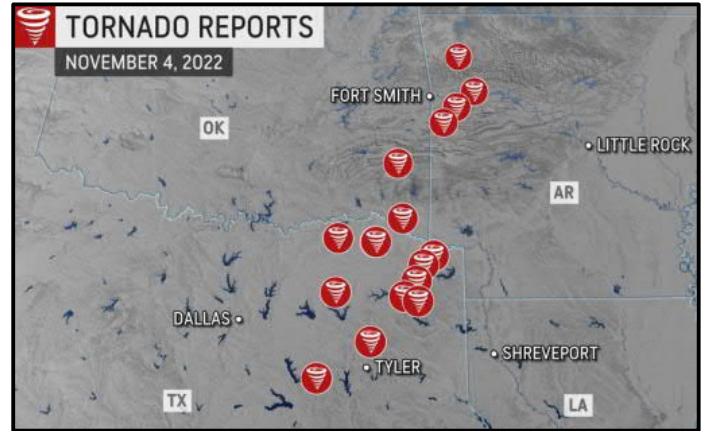 TORNADO REPORTS
NOVEMBER 4, 2022
FORT SMITH
OK
LITTLE ROCK
AR
DALLAS
SHREVEPORT
TYLER
TX
LA